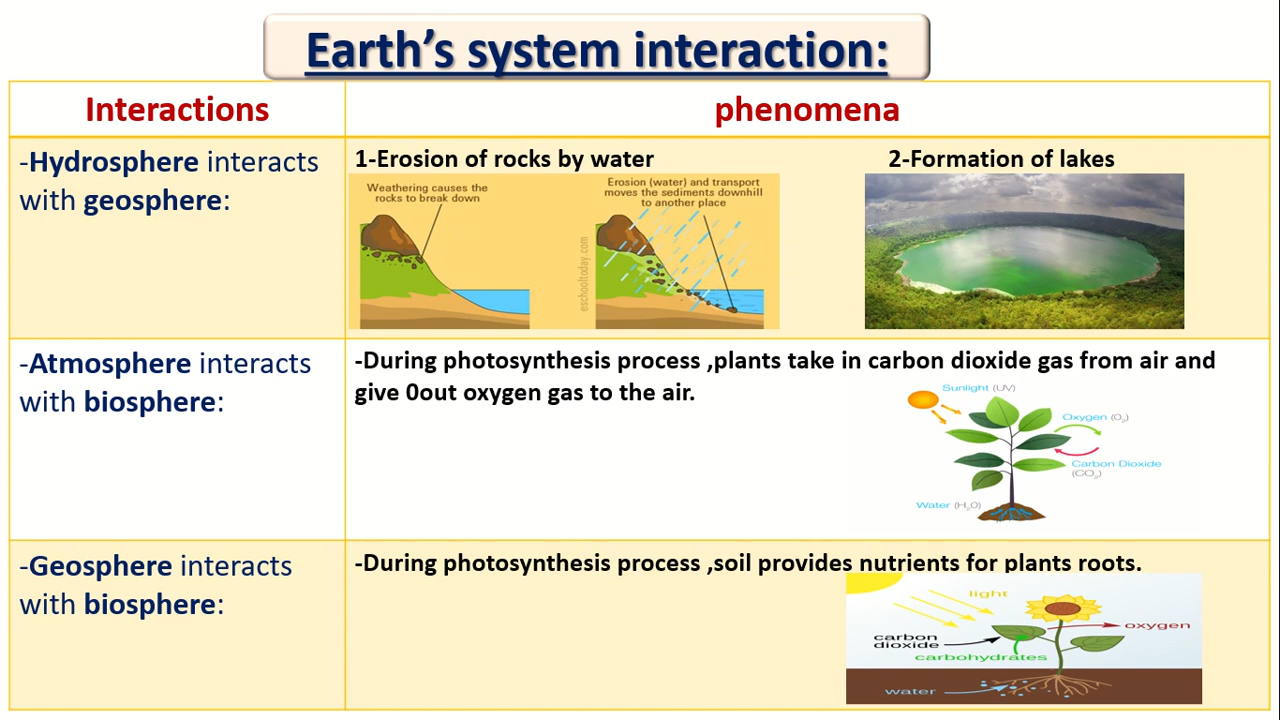 Earth's system interaction:
Interactions
phenomena
-Hydrosphere interacts
with geosphere:
1-Erosion of rocks by water
2-Formation of lakes
Weathering causes the
rocks to break down
Erosion (water) and transport
moves the sediments downhill
to another place
eschooltoday.com
-Atmosphere interacts
with biosphere:
-During photosynthesis process ,plants take in carbon dioxide gas from air and
give 0out oxygen gas to the air.
Sunlight (UV)
Oxygen (O₂)
Carbon Dioxide
(CO₂)
Water (H₂0)
-Geosphere interacts
with biosphere:
-During photosynthesis process ,soil provides nutrients for plants roots.
light
oxygen
carbon
dioxide
carbohydrates
water